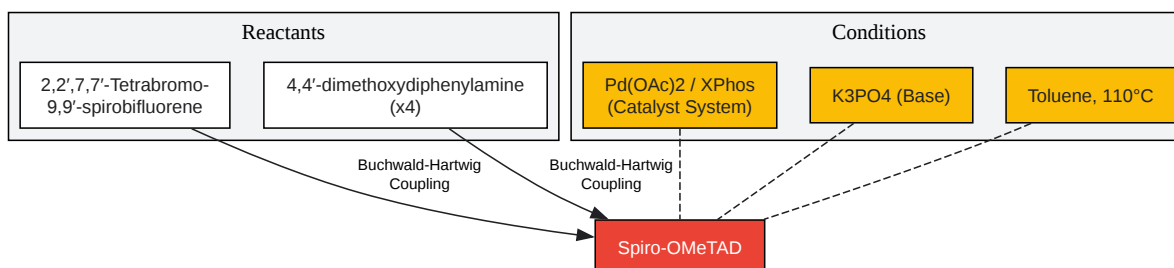 Reactants
Conditions
2,2′,7,7′-Tetrabromo-
9,9′-spirobifluorene
4,4′-dimethoxydiphenylamine
(x4)
Pd(OAc)2 / XPhos
(Catalyst System)
K3PO4 (Base)
Toluene, 110°C
Buchwald-Hartwig
Coupling
Buchwald-Hartwig
Coupling
Spiro-OMeTAD